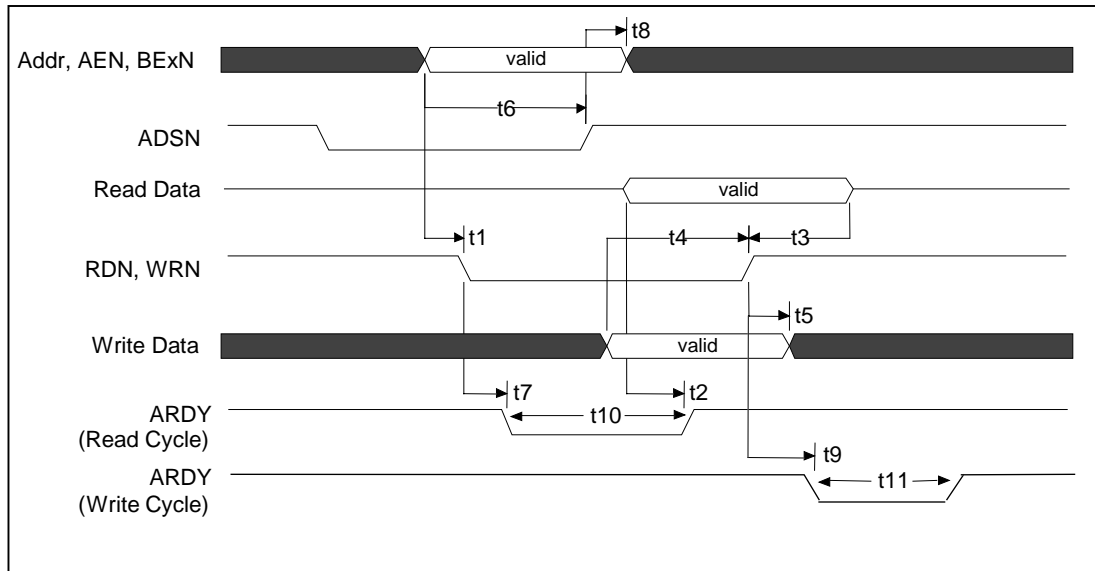 t8
Addr, AEN, BExN
valid
t6
ADSN
Read Data
valid
t1
t4
t3
RDN, WRN
t5
Write Data
valid
t7
t2
ARDY
(Read Cycle)
t10
t9
ARDY
(Write Cycle)
t11